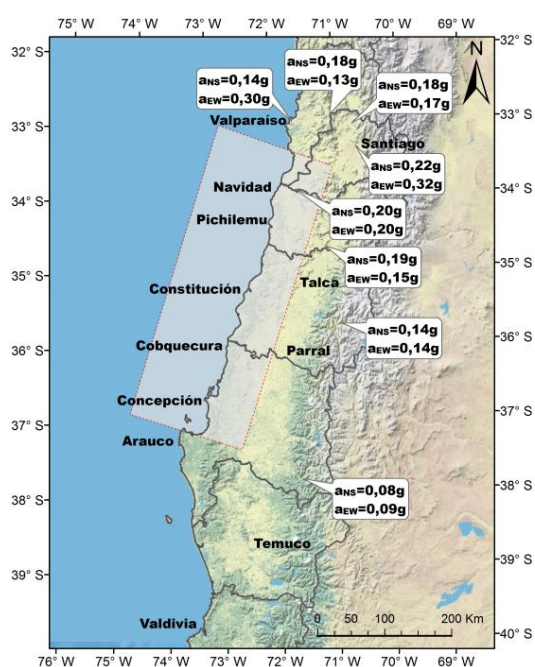 75° W 74° W 73° W 72° W 71° W 70° W 69° W
32° S
32° S
N
aNS=0,18g
aEW=0,13g
aNS=0,14g
aEW=0,30g
aNS=0,18g
aEW=0,17g
33° S
33° S
Valparaíso
Santiago
aNS=0,22g
aEW=0,32g
34° S
34° S
Navidad
aNS=0,20g
aEW=0,20g
Pichilemu
35° S
35° S
aNS=0,19g
aEW=0,15g
Talca
Constitución
aNS=0,14g
aEW=0,14g
36° S
36° S
Cobquecura
Parral
37° S
37° S
Concepción
Arauco
38° S
38° S
aNS=0,08g
aEW=0,09g
39° S
39° S
Temuco
Valdivia
0 50 100 200 Km
40° S
76° W 75° W 74° W 73° W 72° W 71° W 70° W 69° W